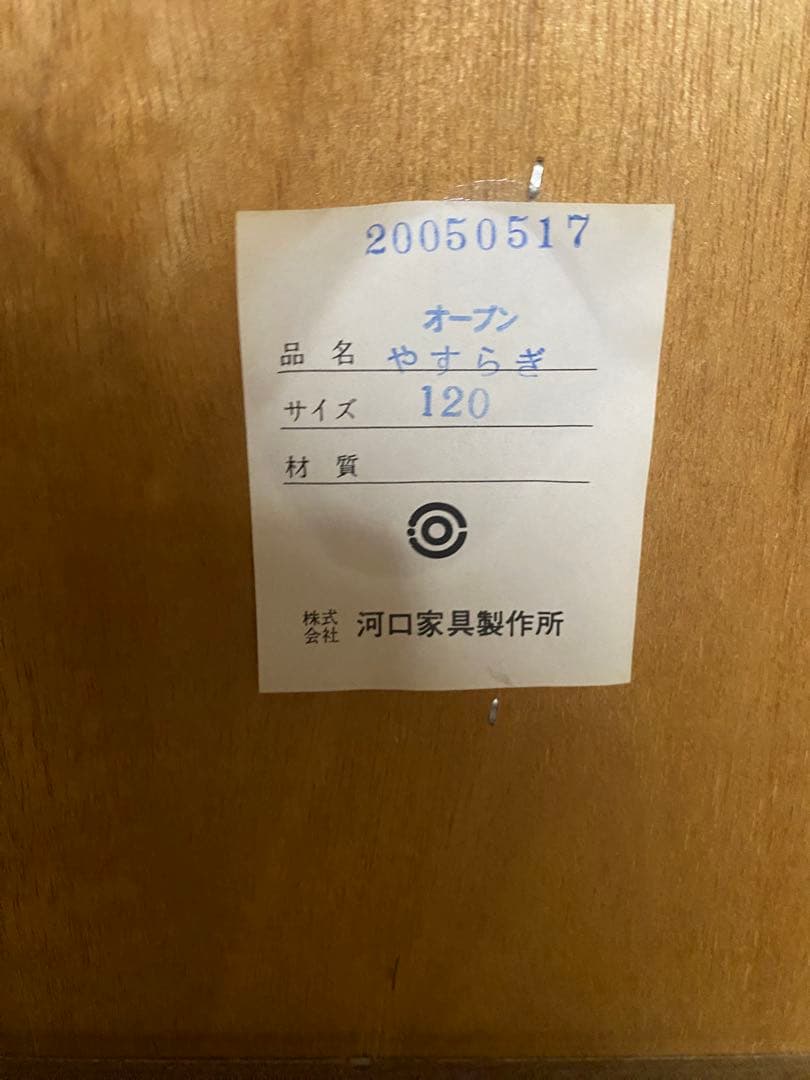 20050517
オープン
品名 やすらぎ
サイズ 120
材質
株式会社 河口家具製作所